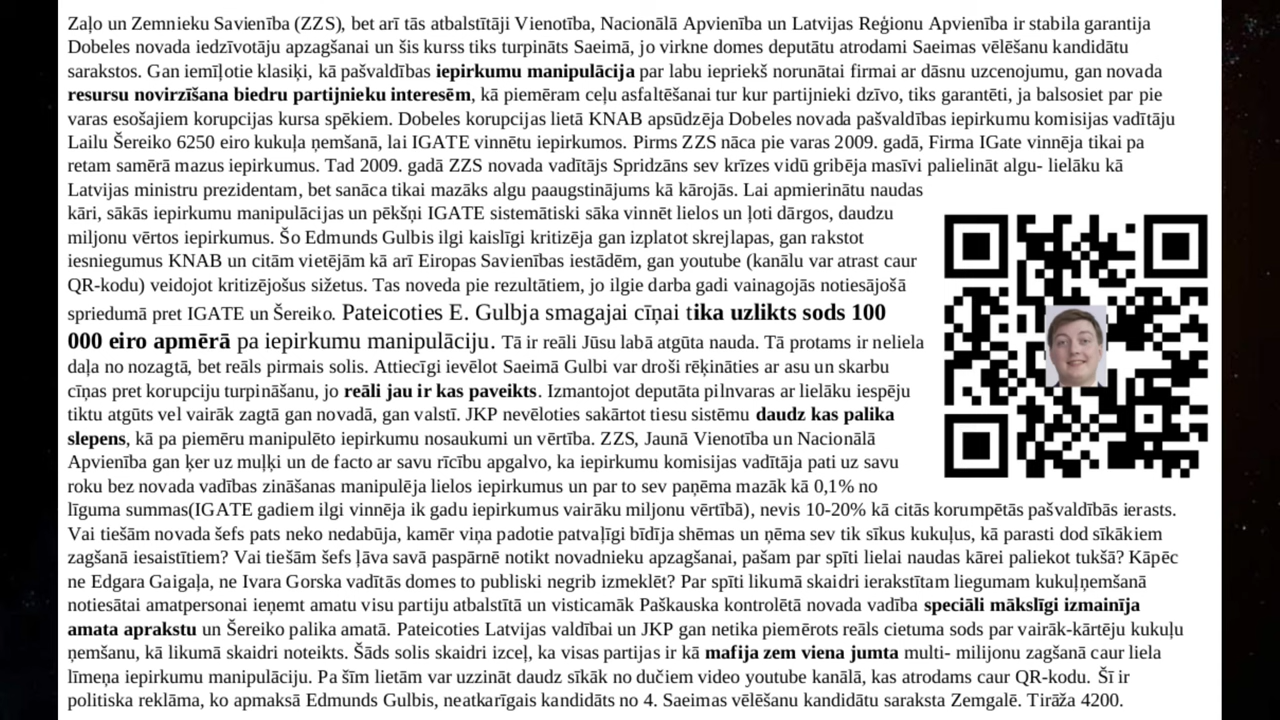 Zaļo un Zemnieku Savienība (ZZS), bet arī tās atbalstītāji Vienotība, Nacionālā Apvienība un Latvijas Reģionu Apvienība ir stabila garantija
Dobeles novada iedzīvotāju apzagšanai un šis kurss tiks turpināts Saeimā, jo virkne domes deputātu atrodami Saeimas vēlēšanu kandidātu
sarakstos. Gan iemīļotie klasiķi, kā pašvaldības iepirkumu manipulācija par labu iepriekš norunātai firmai ar dāsnu uzcenojumu, gan novada
resursu novirzīšana biedru partijnieku interesēm, kā piemēram ceļu asfaltēšanai tur kur partijnieki dzīvo, tiks garantēti, ja balsosiet par pie
varas esošajiem korupcijas kursa spēkiem. Dobeles korupcijas lietā KNAB apsūdzēja Dobeles novada pašvaldības iepirkumu komisijas vadītāju
Lailu Šereiko 6250 eiro kukuļa ņemšanā, lai IGATE vinnētu iepirkumos. Pirms ZZS nāca pie varas 2009. gadā, Firma IGate vinnēja tikai pa
retam samērā mazus iepirkumus. Tad 2009. gadā ZZS novada vadītājs Spridzāns sev krīzes vidū gribēja masīvi palielināt algu- lielāku kā
Latvijas ministru prezidentam, bet sanāca tikai mazāks algu paaugstinājums kā kārojās. Lai apmierinātu naudas
kāri, sākās iepirkumu manipulācijas un pēkšņi IGATE sistemātiski sāka vinnēt lielos un ļoti dārgos, daudzu
miljonu vērtos iepirkumus. Šo Edmunds Gulbis ilgi kaislīgi kritizēja gan izplatot skrejlapas, gan rakstot
iesniegumus KNAB un citām vietējām kā arī Eiropas Savienības iestādēm, gan youtube (kanālu var atrast caur
QR-kodu) veidojot kritizējošus sižetus. Tas noveda pie rezultātiem, jo ilgie darba gadi vainagojās notiesājošā
spriedumā pret IGATE un Šereiko. Pateicoties E. Gulbja smagajai cīņai tika uzlikts sods 100
000 eiro apmērā pa iepirkumu manipulāciju. Tā ir reāli Jūsu labā atgūta nauda. Tā protams ir neliela
daļa no nozagtā, bet reāls pirmais solis. Attiecīgi ievēlot Saeimā Gulbi var droši rēķināties ar asu un skarbu
cīņas pret korupciju turpināšanu, jo reāli jau ir kas paveikts. Izmantojot deputāta pilnvaras ar lielāku iespēju
tiktu atgūts vel vairāk zagtā gan novadā, gan valstī. JKP nevēloties sakārtot tiesu sistēmu daudz kas palika
slepens, kā pa piemēru manipulēto iepirkumu nosaukumi un vērtība. ZZS, Jaunā Vienotība un Nacionālā
Apvienība gan ķer uz muļķi un de facto ar savu rīcību apgalvo, ka iepirkumu komisijas vadītāja pati uz savu
roku bez novada vadības zināšanas manipulēja lielos iepirkumus un par to sev paņēma mazāk kā 0,1% no
līguma summas(IGATE gadiem ilgi vinnēja ik gadu iepirkumus vairāku miljonu vērtībā), nevis 10-20% kā citās korumpētās pašvaldībās ierasts.
Vai tiešām novada šefs pats neko nedabūja, kamēr viņa padotie patvaļīgi bīdīja shēmas un ņēma sev tik sīkus kukuļus, kā parasti dod sīkākiem
zagšanā iesaistītiem? Vai tiešām šefs ļāva savā paspārnē notikt novadnieku apzagšanai, pašam par spīti lielai naudas kārei paliekot tukšā? Kāpēc
ne Edgara Gaigaļa, ne Ivara Gorska vadītās domes to publiski negrib izmeklēt? Par spīti likumā skaidri ierakstītam liegumam kukuļņemšanā
notiesātai amatpersonai ieņemt amatu visu partiju atbalstītā un visticamāk Paškauska kontrolētā novada vadība speciāli mākslīgi izmainīja
amata aprakstu un Šereiko palika amatā. Pateicoties Latvijas valdībai un JKP gan netika piemērots reāls cietuma sods par vairāk-kārtēju kukuļu
ņemšanu, kā likumā skaidri noteikts. Šāds solis skaidri izceļ, ka visas partijas ir kā mafija zem viena jumta multi- milijonu zagšanā caur liela
līmeņa iepirkumu manipulāciju. Pa šīm lietām var uzzināt daudz sīkāk no dučiem video youtube kanālā, kas atrodams caur QR-kodu. Šī ir
politiska reklāma, ko apmaksā Edmunds Gulbis, neatkarīgais kandidāts no 4. Saeimas vēlēšanu kandidātu saraksta Zemgalē. Tirāža 4200.